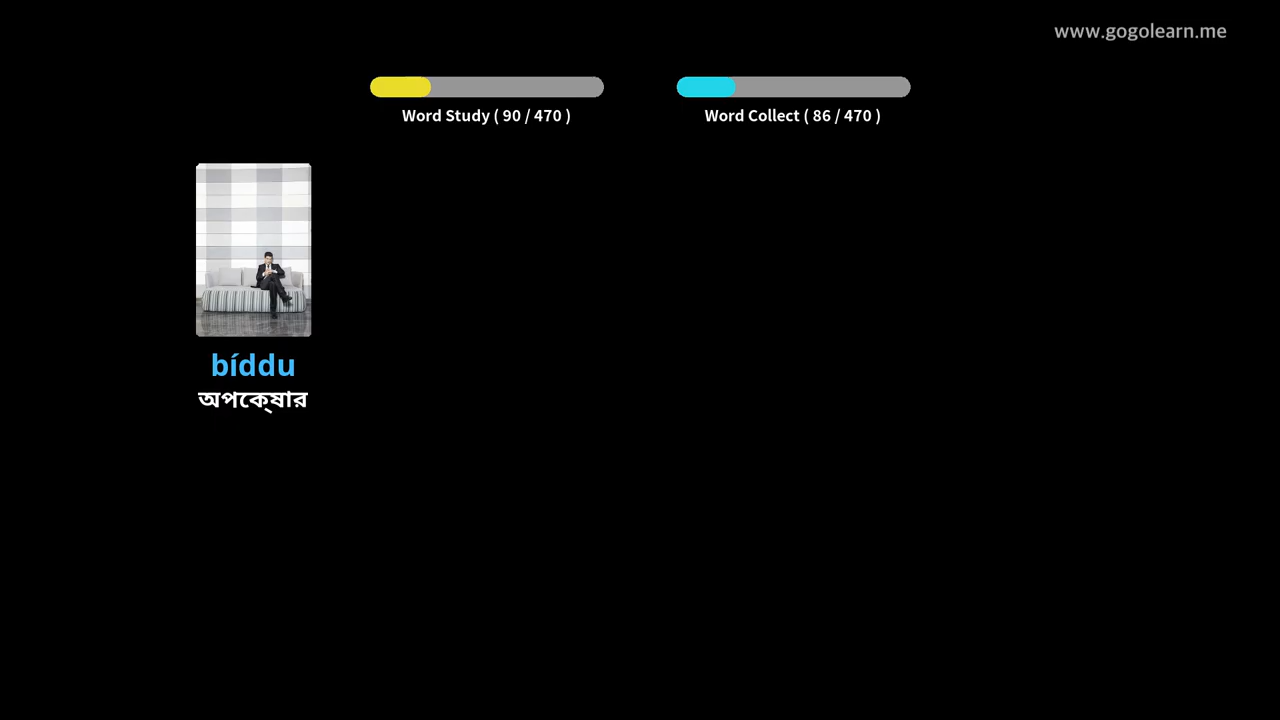 www.gogolearn.me
Word Study ( 90 / 470 )
Word Collect ( 86 / 470 )
bíddu
অপকে্ষার